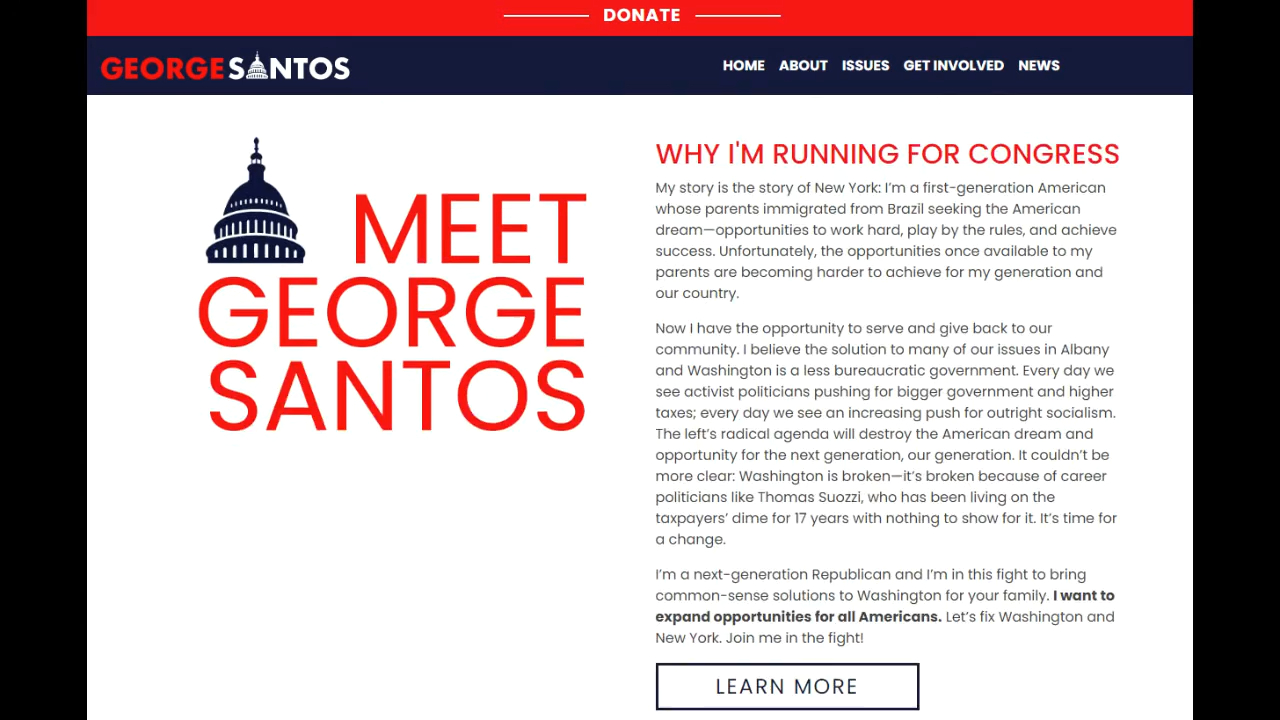 DONATE
GEORGE SANTOS
HOME ABOUT ISSUES GET INVOLVED NEWS
MEET
GEORGE
SANTOS
WHY I'M RUNNING FOR CONGRESS
My story is the story of New York: I'm a first-generation American
whose parents immigrated from Brazil seeking the American
dream—opportunities to work hard, play by the rules, and achieve
success. Unfortunately, the opportunities once available to my
parents are becoming harder to achieve for my generation and
our country.
Now I have the opportunity to serve and give back to our
community. I believe the solution to many of our issues in Albany
and Washington is a less bureaucratic government. Every day we
see activist politicians pushing for bigger government and higher
taxes; every day we see an increasing push for outright socialism.
The left's radical agenda will destroy the American dream and
opportunity for the next generation, our generation. It couldn't be
more clear: Washington is broken—it's broken because of career
politicians like Thomas Suozzi, who has been living on the
taxpayers' dime for 17 years with nothing to show for it. It's time for
a change.
I'm a next-generation Republican and I'm in this fight to bring
common-sense solutions to Washington for your family. I want to
expand opportunities for all Americans. Let's fix Washington and
New York. Join me in the fight!
LEARN MORE